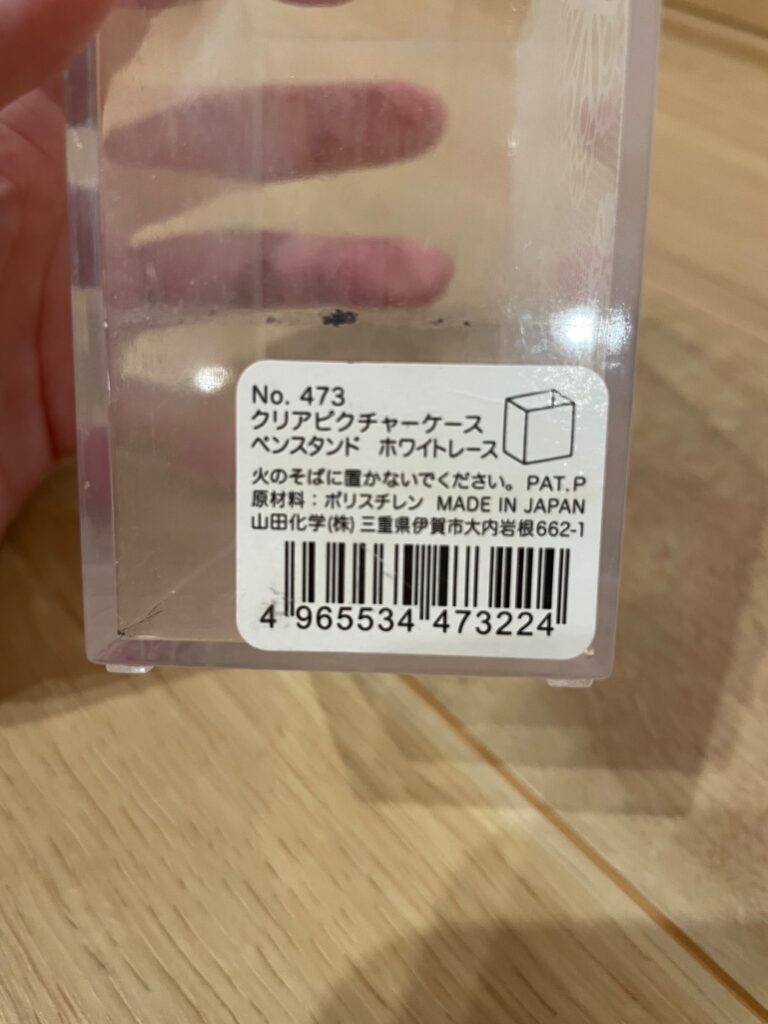 No. 473
クリアピクチャーケース
ペンスタンド　ホワイトレース
火のそばに置かないでください。PAT.P
原材料：ポリスチレン MADE IN JAPAN
山田化学(株) 三重県伊賀市大内岩根662-1
4 965534 473224